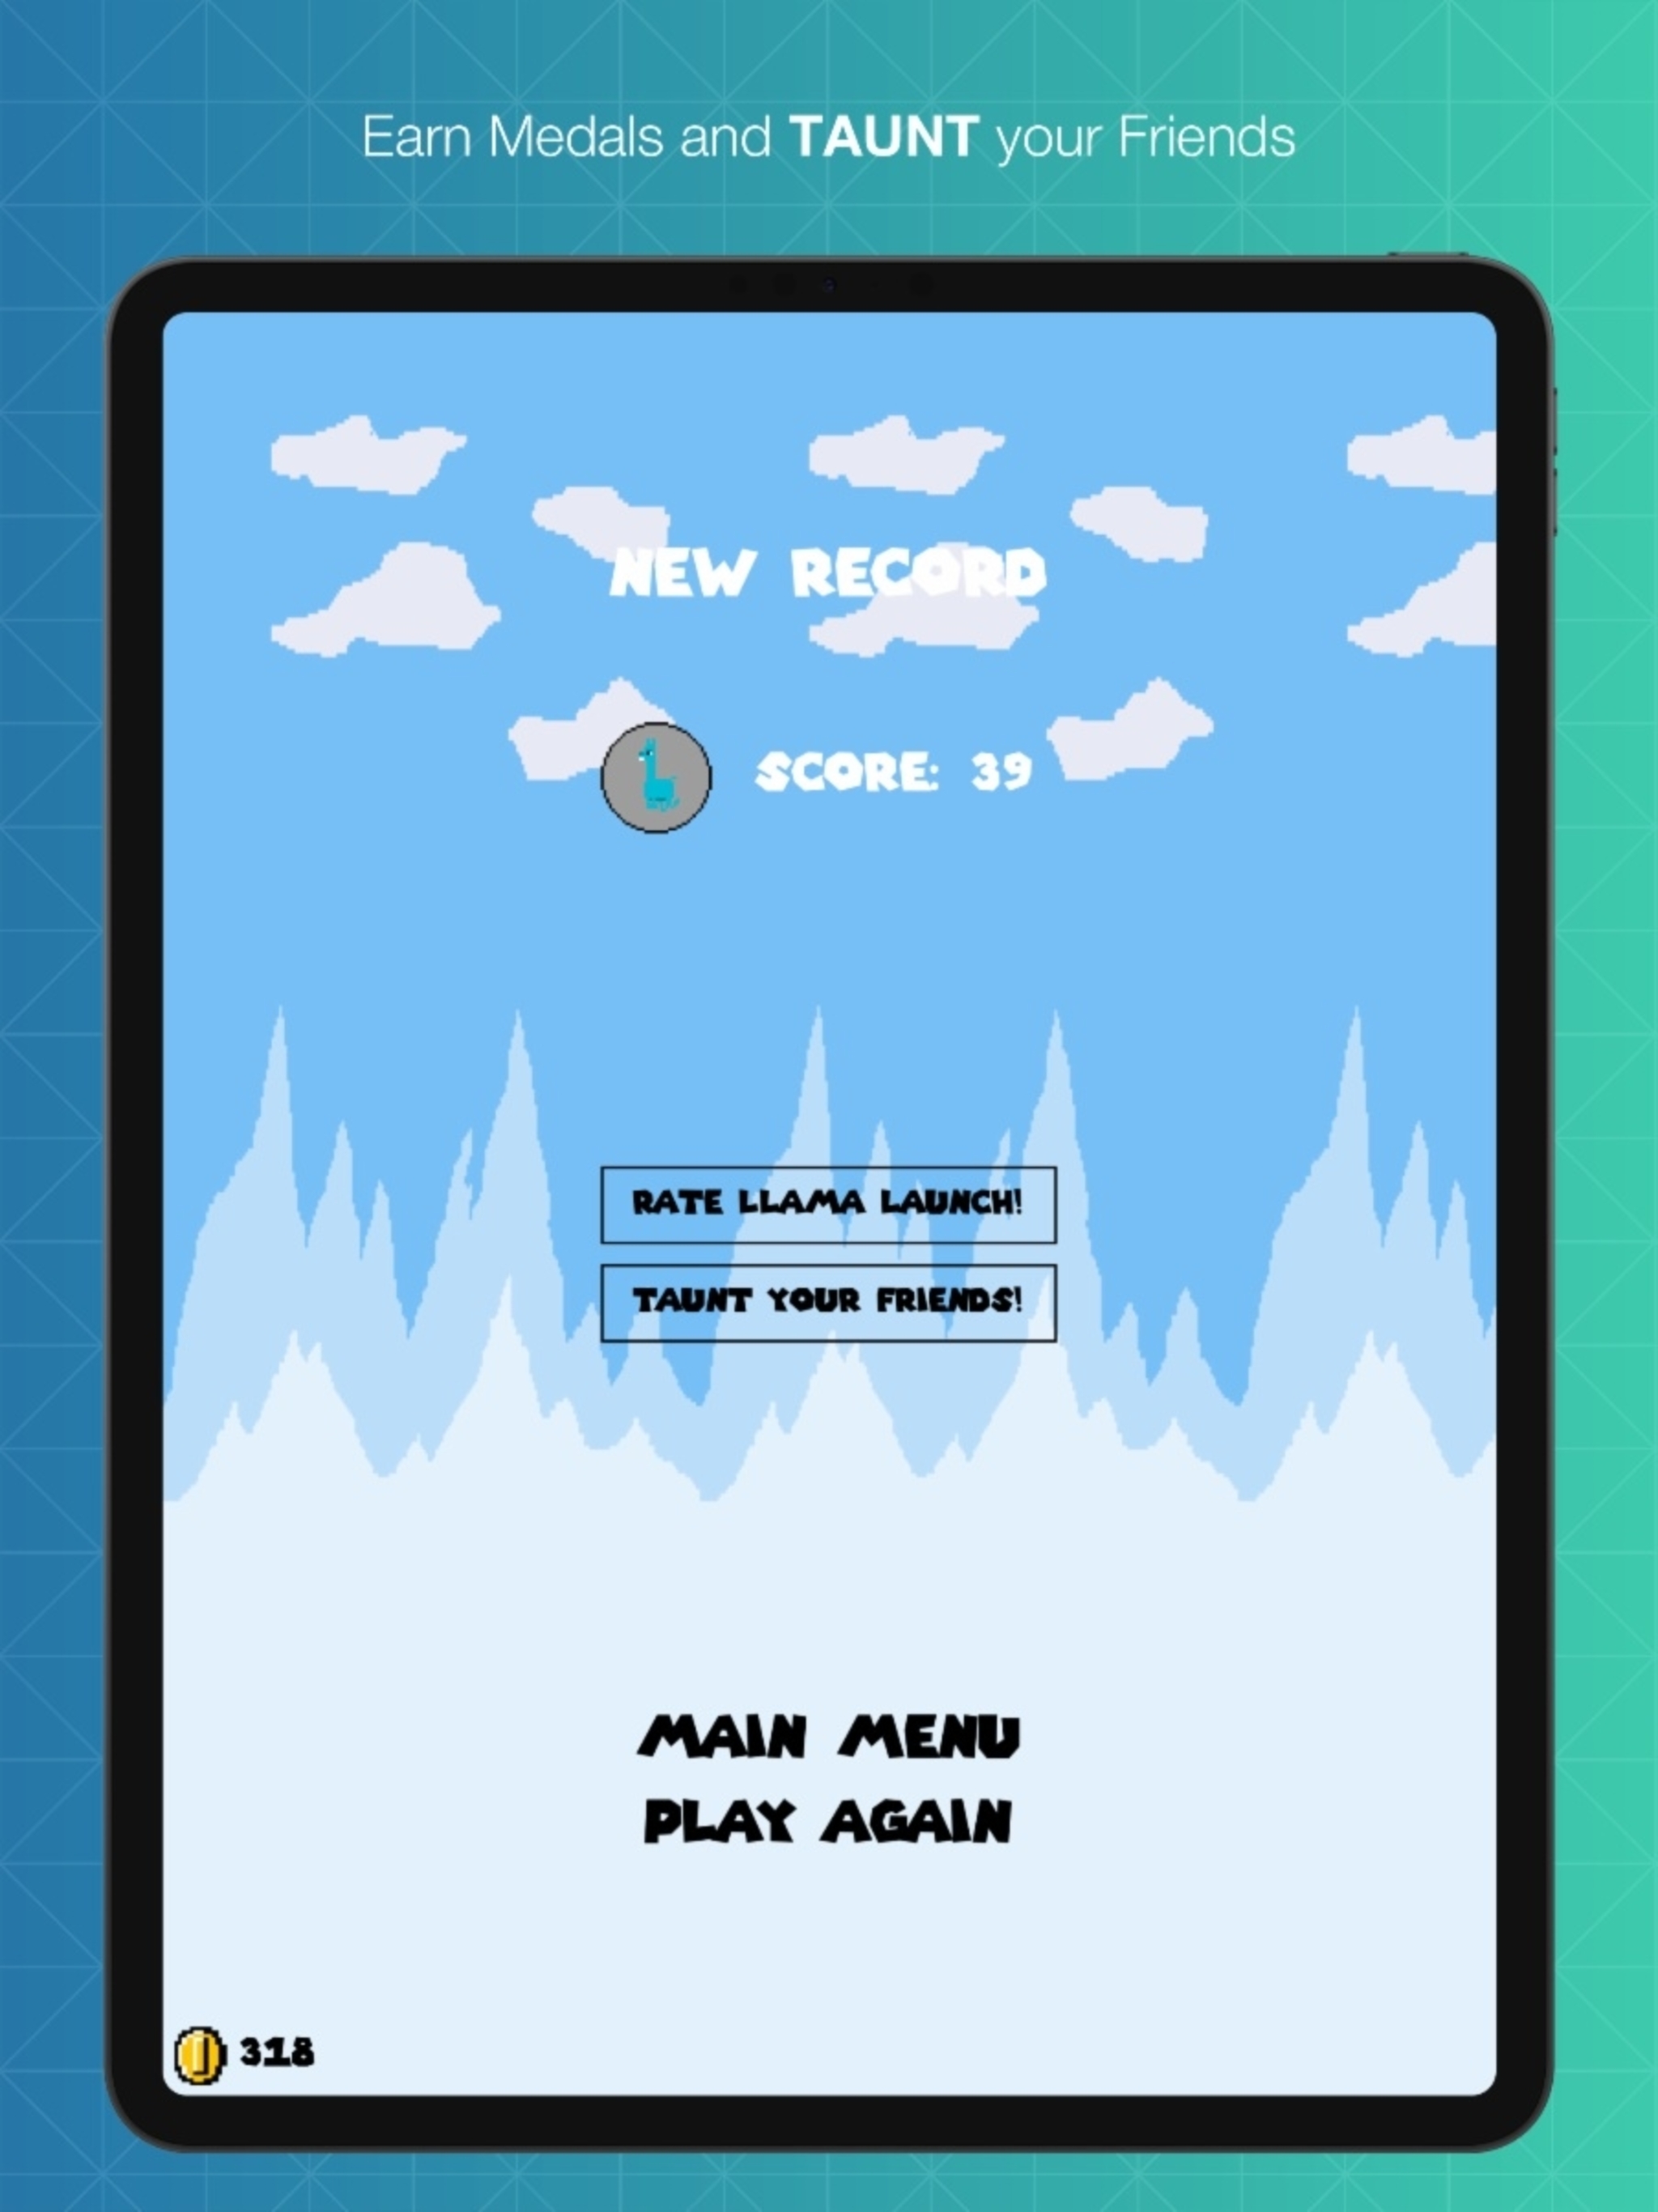 Earn Medals and TAUNT your Friends
NEW RECORD
SCORE: 39
RATE LLAMA LAUNCH!
TAUNT YOUR FRIENDS!
MAIN MENU
PLAY AGAIN
318